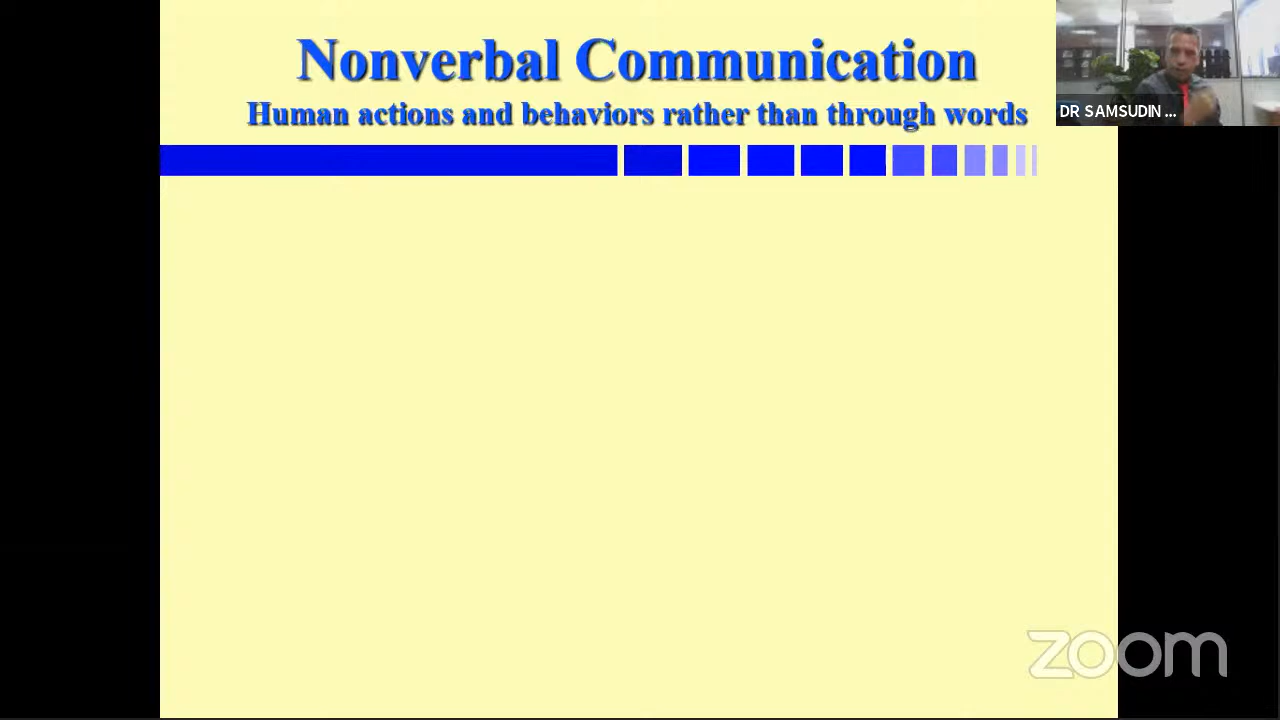 Nonverbal Communication
Human actions and behaviors rather than through words
DR SAMSUDIN ...
zoom